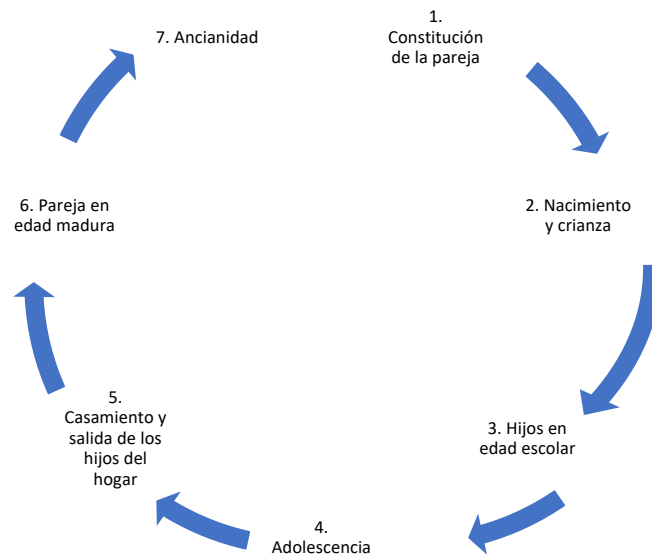 1.
Constitución
de la pareja
2. Nacimiento
y crianza
3. Hijos en
edad escolar
4.
Adolescencia
5.
Casamiento y
salida de los
hijos del
hogar
6. Pareja en
edad madura
7. Ancianidad